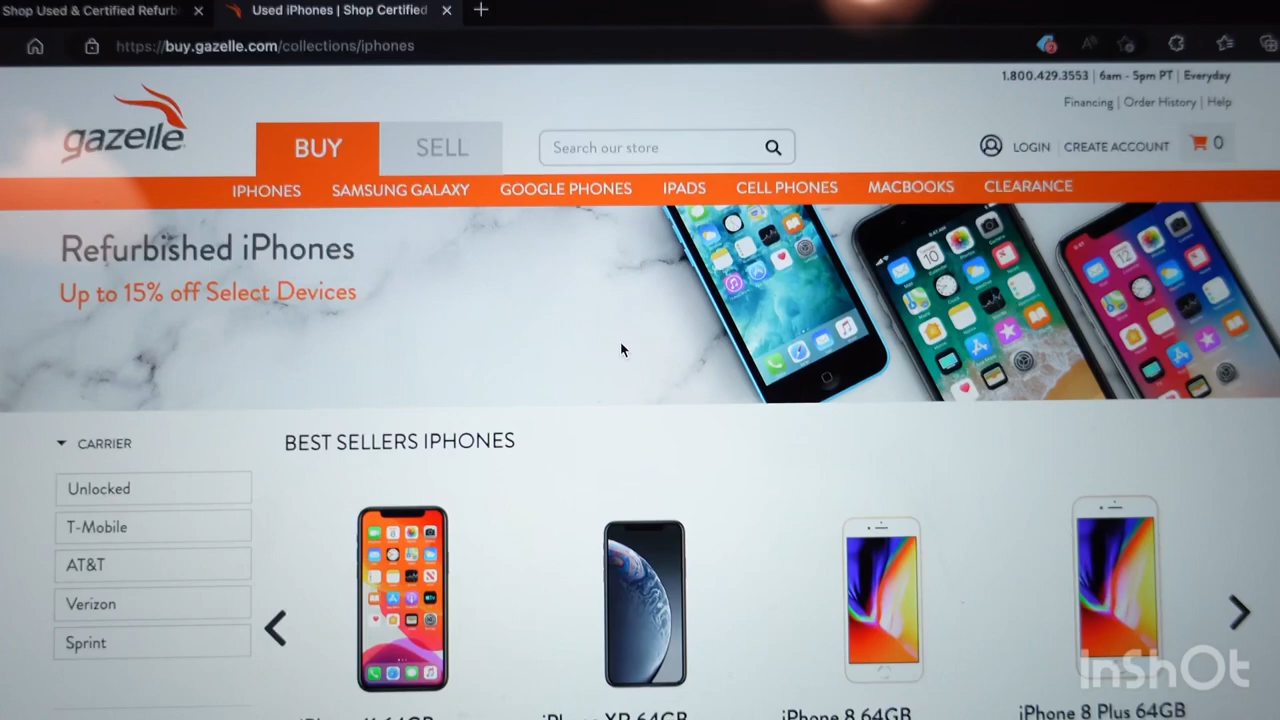 Shop Used & Certified Refurb
Used iPhones | Shop Certified
https://buy.gazelle.com/collections/iphones
1.800.429.3553 | 6am - 5pm PT | Everyday
Financing | Order History | Help
gazelle
BUY
SELL
Search our store
LOGIN | CREATE ACCOUNT
0
IPHONES
SAMSUNG GALAXY
GOOGLE PHONES
IPADS
CELL PHONES
MACBOOKS
CLEARANCE
Refurbished iPhones
Up to 15% off Select Devices
CARRIER
BEST SELLERS IPHONES
Unlocked
T-Mobile
AT&T
Verizon
Sprint
iPhone XR 64GB
iPhone 8 64GB
iPhone 8 Plus 64GB
InShOt